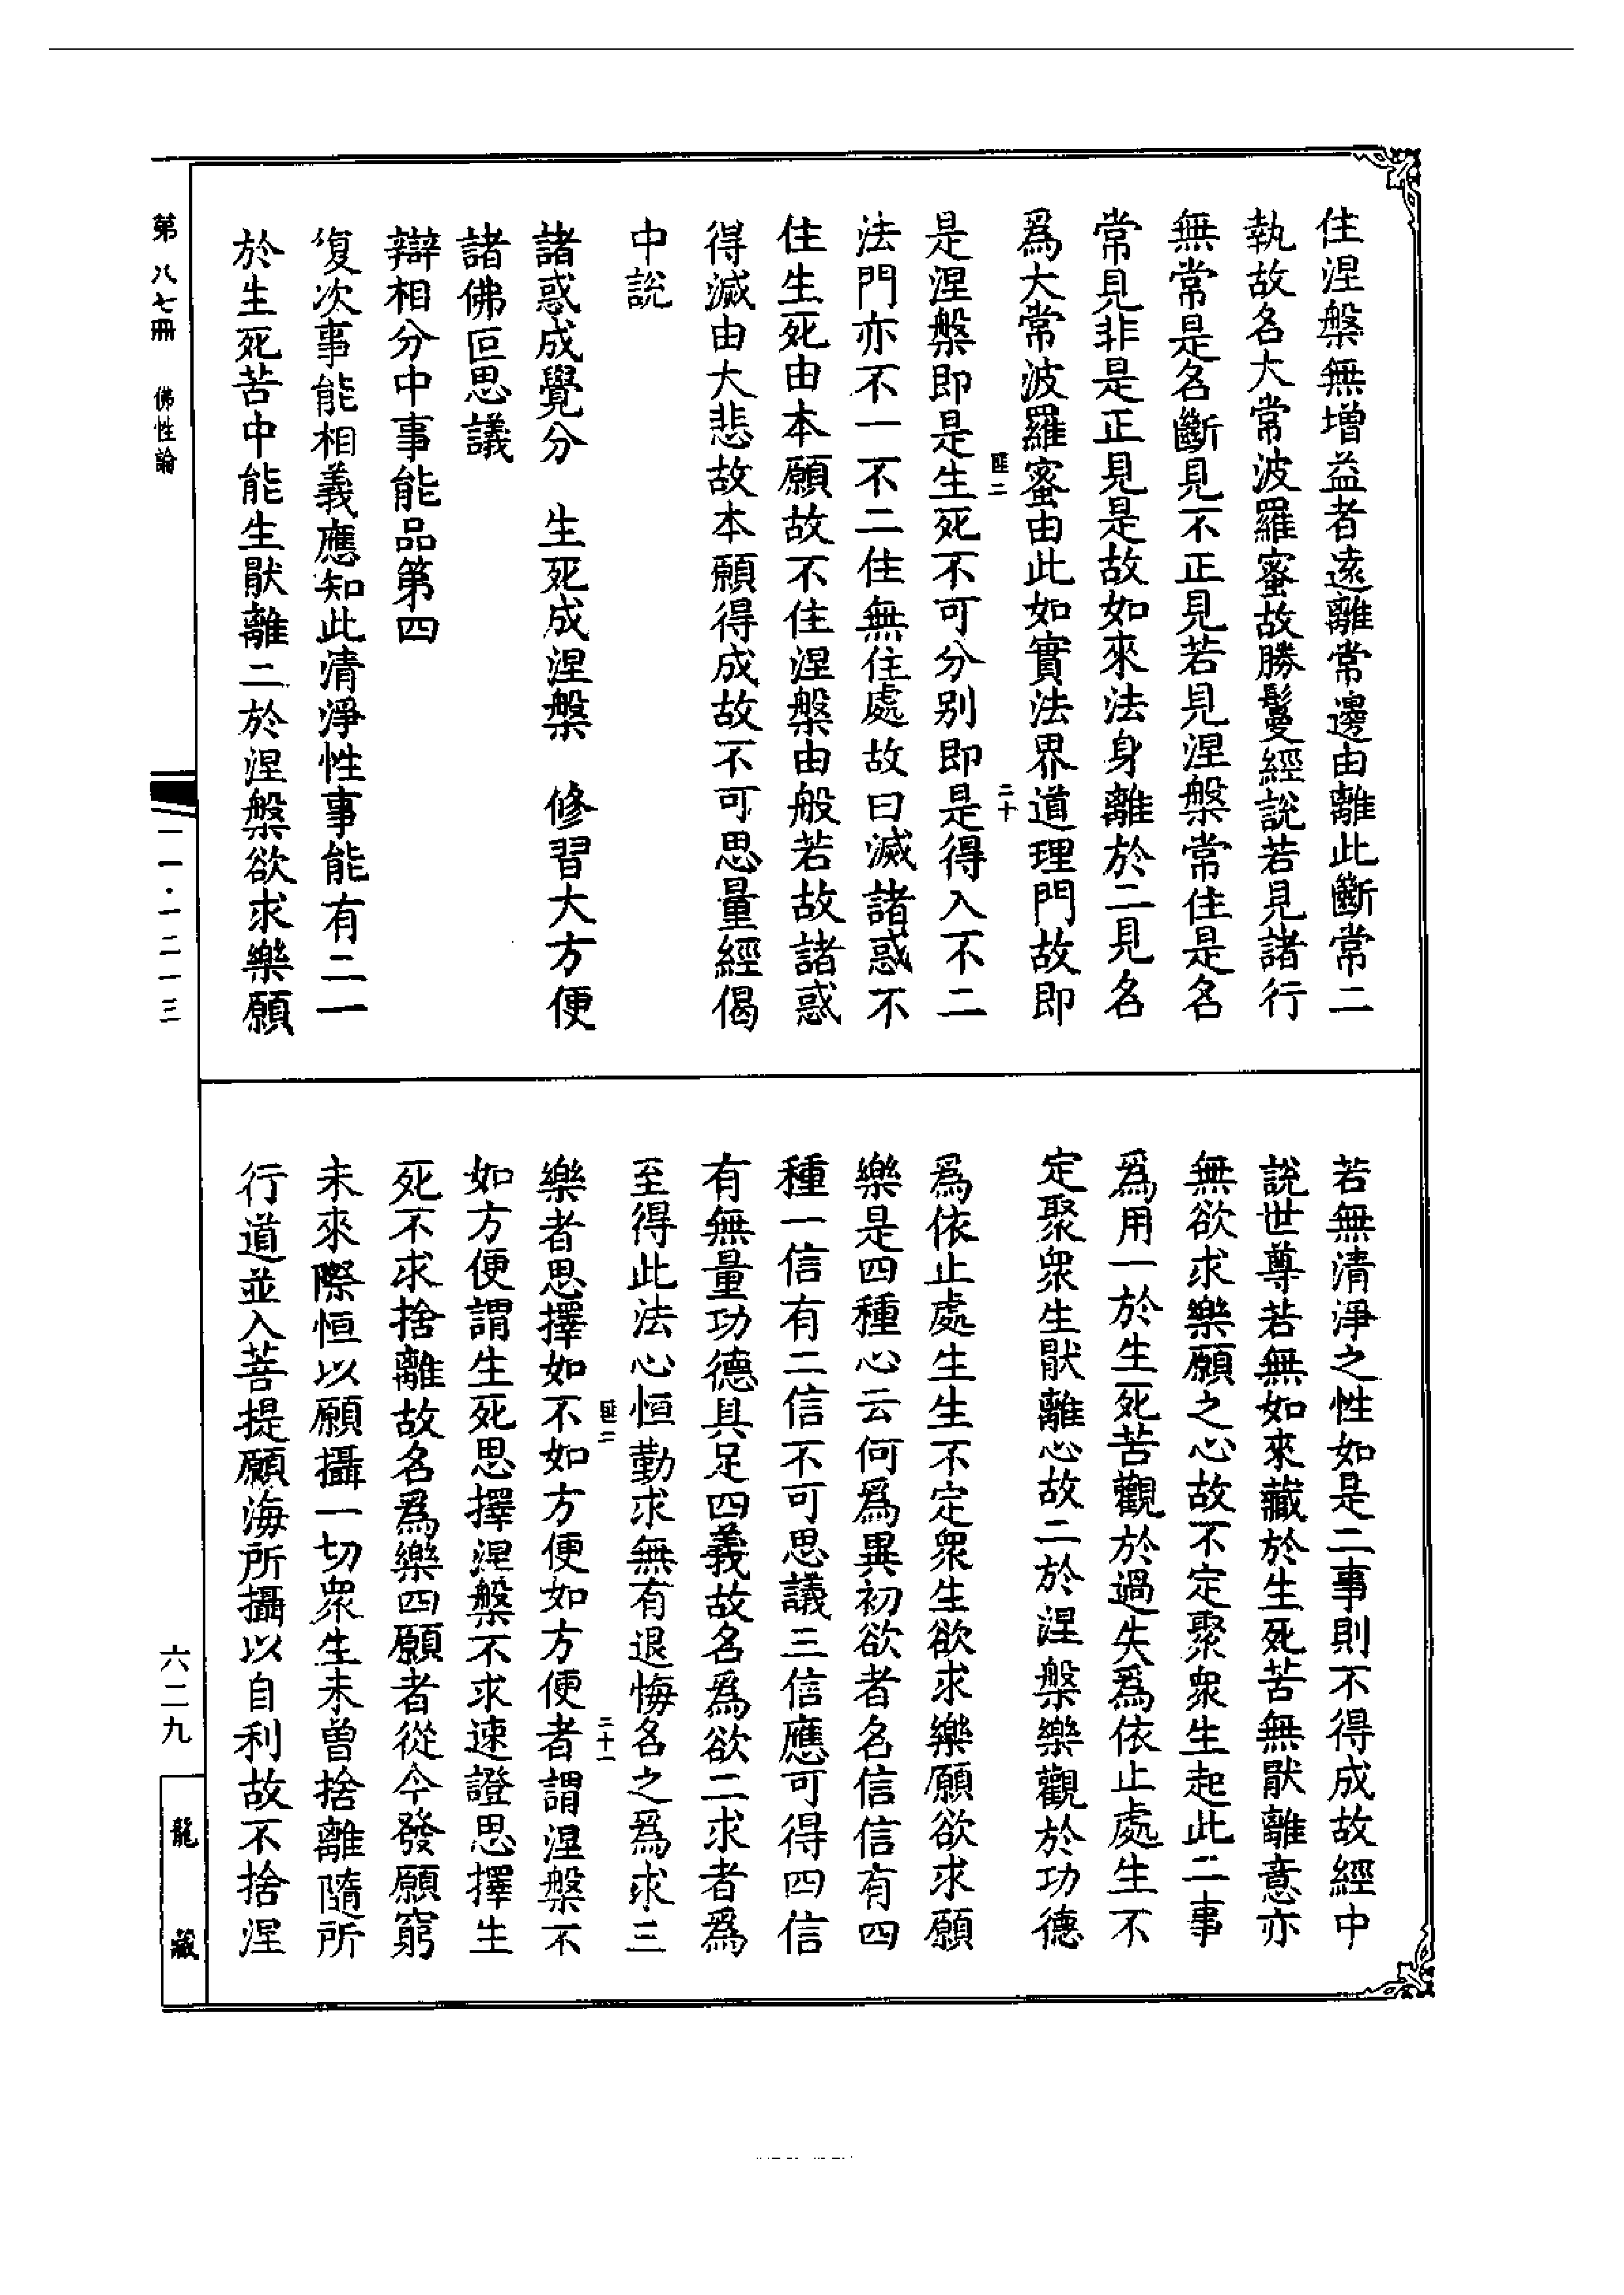 住涅槃無增益者遠離常邊由離此斷常二
執故名大常波羅蜜故勝鬘經說若見諸行
無常是名斷見不正見若見涅槃常住是名
常見非是正見是故如來法身離於二見名
爲大常波羅蜜由此如實法界道理門故即
匪二 二十
是涅槃即是生死不可分別即是得入不二
法門亦不一不二住無住處故曰滅諸惑不
住生死由本願故不住涅槃由般若故諸惑
得滅由大悲故本願得成故不可思量經偈
中說
諸惑成覺分 生死成涅槃 修習大方便
諸佛叵思議
辯相分中事能品第四
復次事能相義應知此清淨性事能有二一
於生死苦中能生猒離二於涅槃欲求樂願
若無清淨之性如是二事則不得成故經中
說世尊若無如來藏於生死苦無猒離意亦
無欲求樂願之心故不定聚衆生起此二事
爲用一於生死苦觀於過失爲依止處生不
定聚衆生猒離心故二於涅槃樂觀於功德
爲依止處生生不定衆生欲求樂願欲求願
樂是四種心云何爲異初欲者名信信有四
種一信有二信不可思議三信應可得四信
有無量功德具足四義故名爲欲二求者爲
至得此法心恒勤求無有退悔名之爲求三
匪二 二十一
樂者思擇如不如方便如方便者謂涅槃不
如方便謂生死思擇涅槃不求速證思擇生
死不求捨離故名爲樂四願者從今發願窮
未來際恒以願攝一切衆生未曾捨離隨所
行道並入菩提願海所攝以自利故不捨涅
第八七冊 佛性論
一一·一二一三
六二九
龍藏